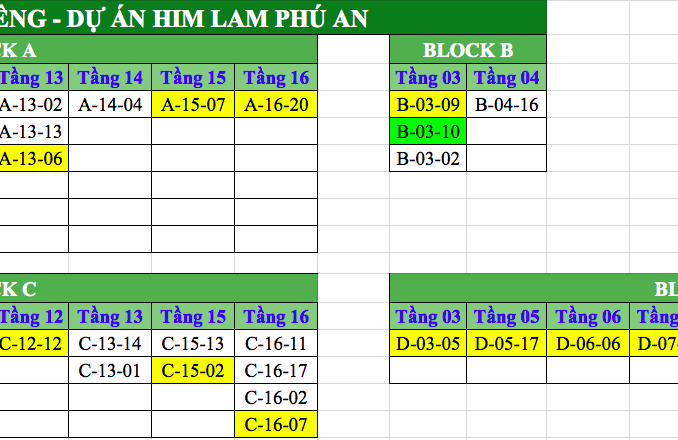 ÊNG - DỰ ÁN HIM LAM PHÚ AN
CK A BLOCK B
Tầng 13 Tầng 14 Tầng 15 Tầng 16 Tầng 03 Tầng 04
A-13-02 A-14-04 A-15-07 A-16-20 B-03-09 B-04-16
A-13-13 B-03-10
A-13-06 B-03-02
CK C BL
Tầng 12 Tầng 13 Tầng 15 Tầng 16 Tầng 03 Tầng 05 Tầng 06 Tầng
C-12-12 C-13-14 C-15-13 C-16-11 D-03-05 D-05-17 D-06-06 D-07-
C-13-01 C-15-02 C-16-17
C-16-02
C-16-07